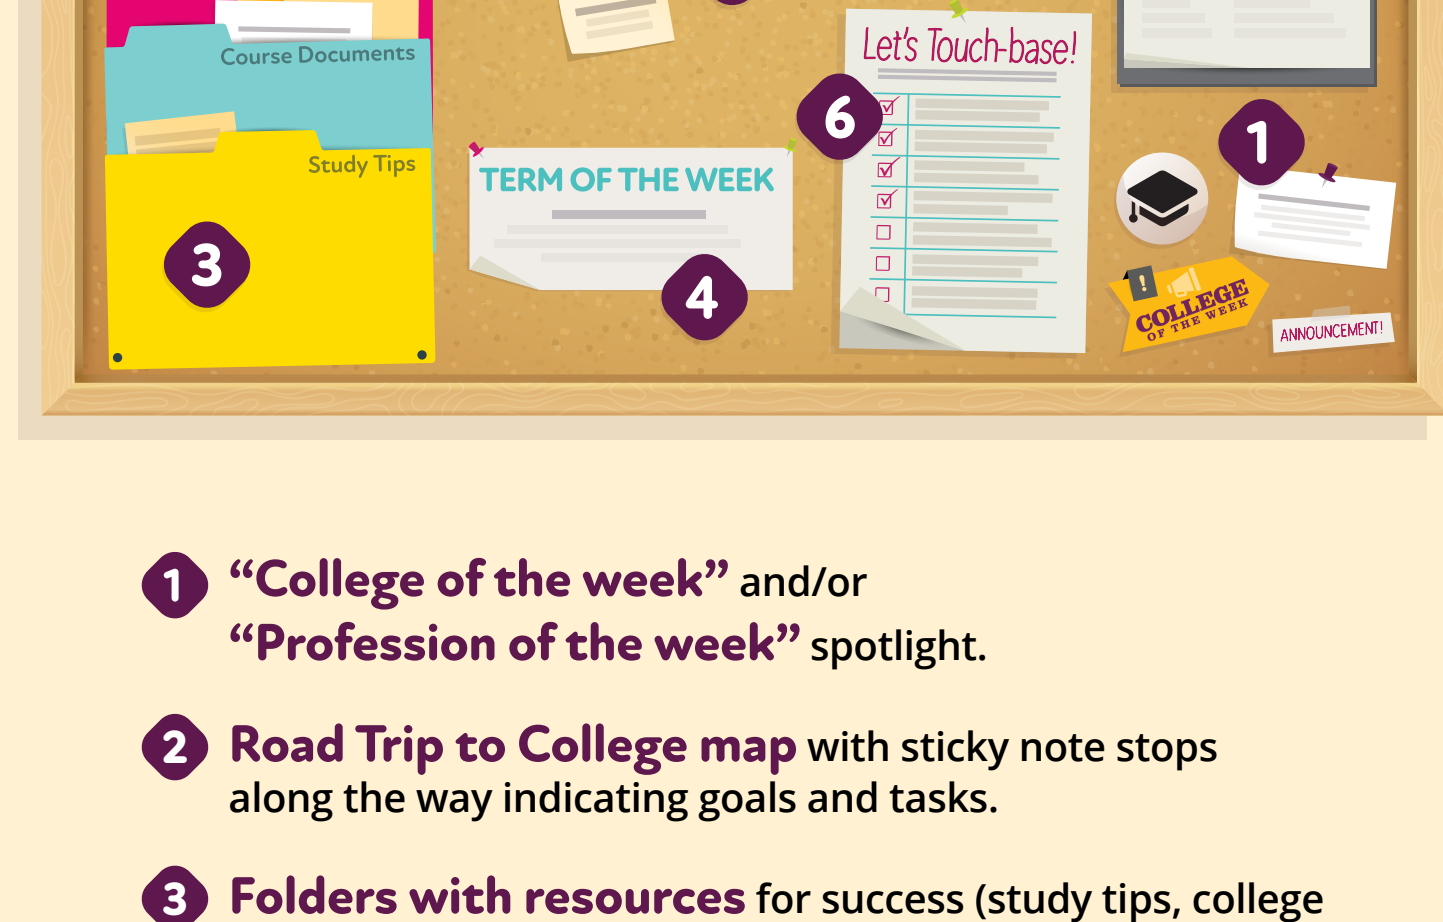 Course Documents
Study Tips
3
TERM OF THE WEEK
4
Let's Touch-base!
6
1
!
COLLEGE
OF THE WEEK
ANNOUNCEMENT!
1 “College of the week” and/or
“Profession of the week” spotlight.
2 Road Trip to College map with sticky note stops
along the way indicating goals and tasks.
3 Folders with resources for success (study tips, college